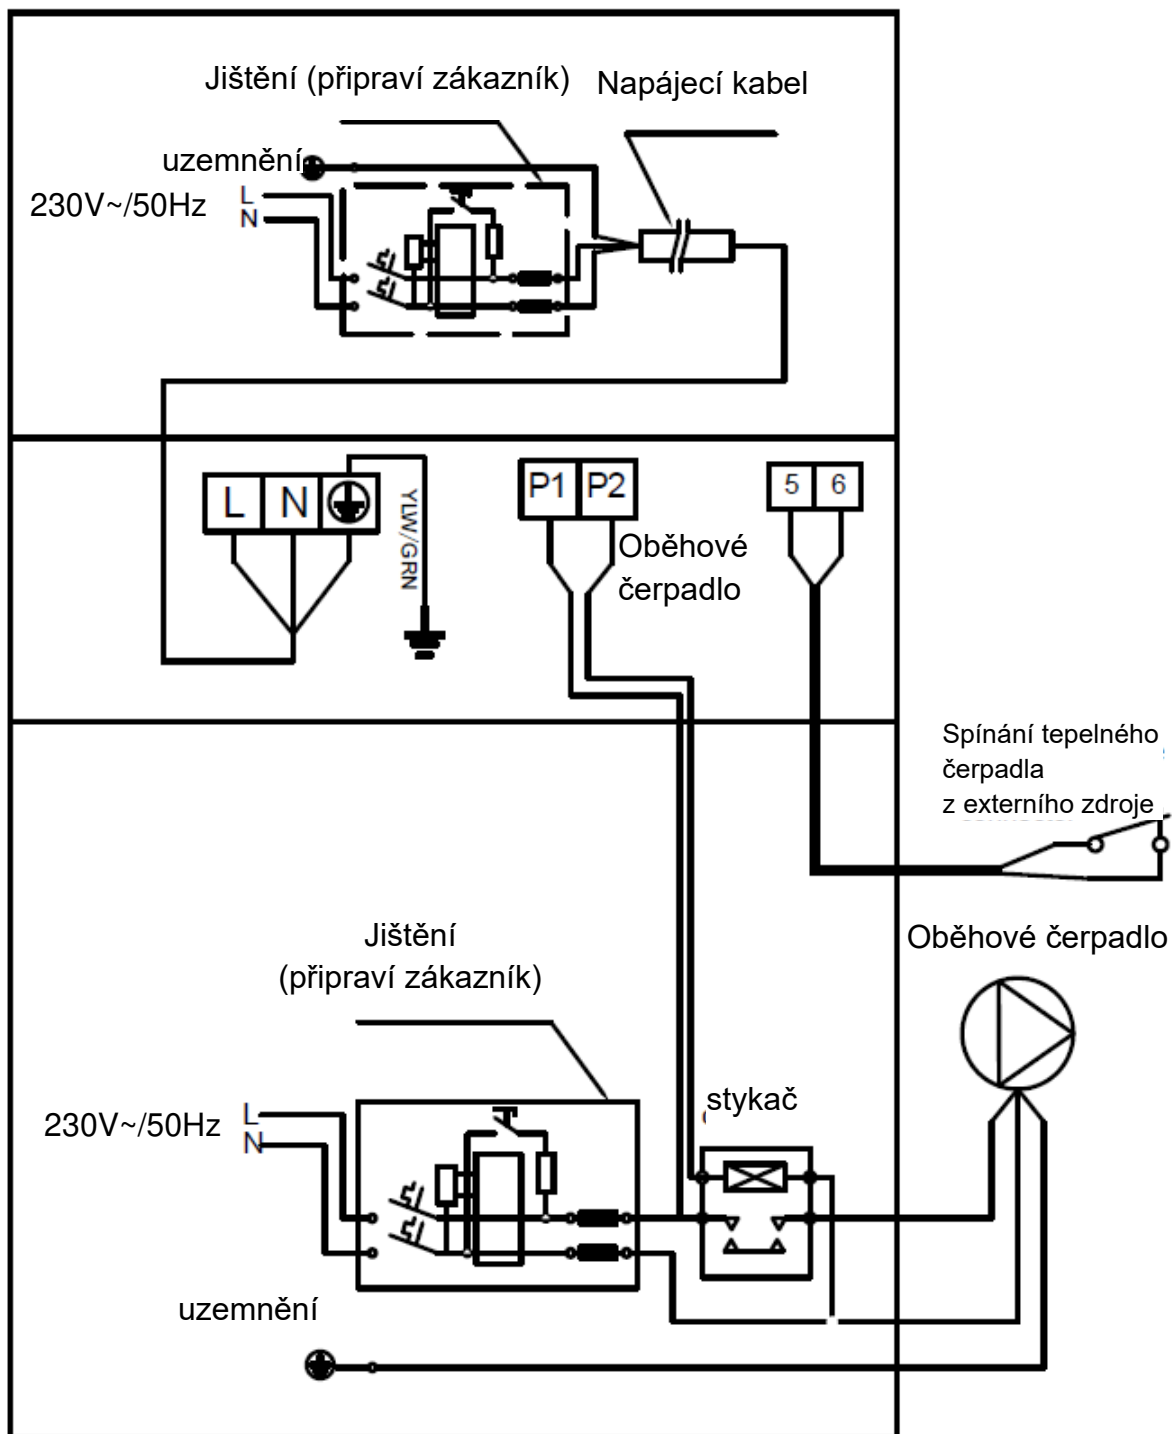 Jištění (připraví zákazník)
Napájecí kabel
uzemnění
230V~/50Hz
L
N
L N
YLW/GRN
P1 P2
5 6
Oběhové
čerpadlo
Spínání tepelného
čerpadla
z externího zdroje
Jištění
(připraví zákazník)
Oběhové čerpadlo
stykač
230V~/50Hz
L
N
uzemnění